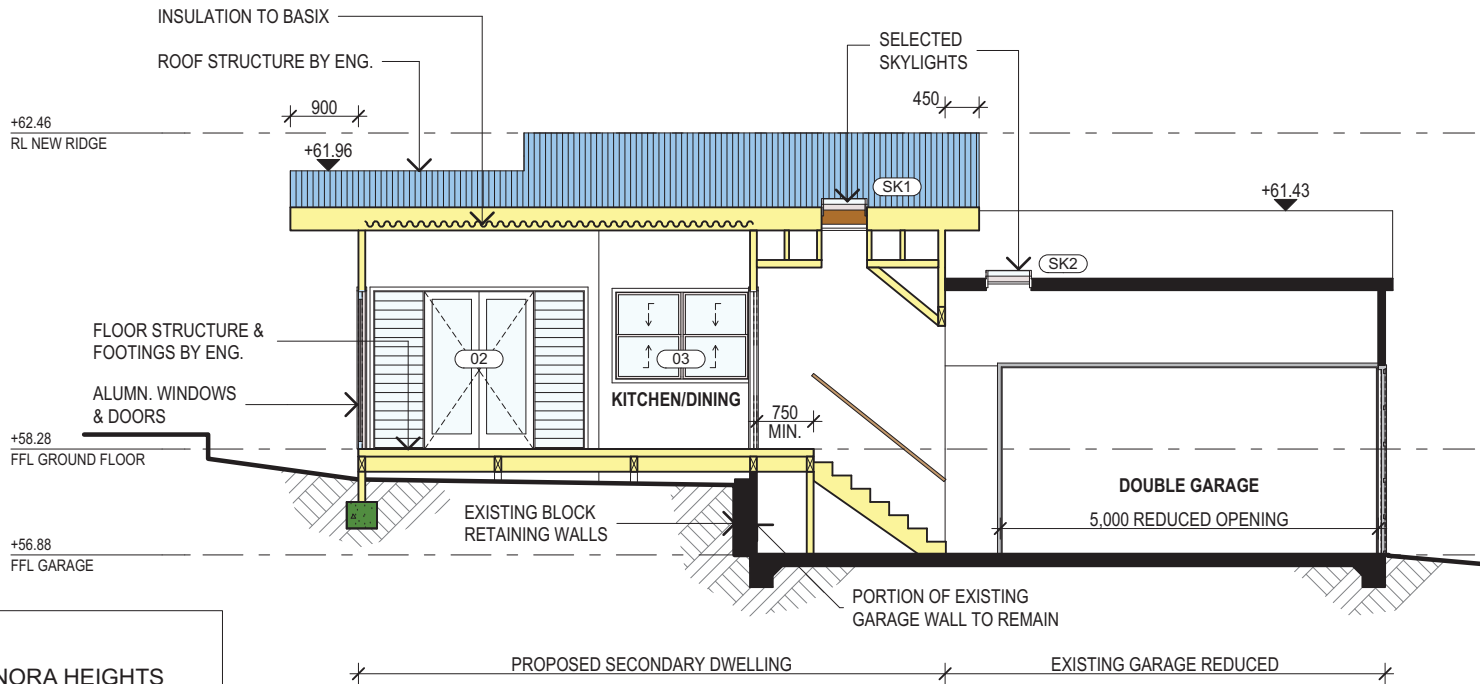 INSULATION TO BASIX
ROOF STRUCTURE BY ENG.
SELECTED
SKYLIGHTS
900
450
+62.46
RL NEW RIDGE
+61.96
SK1
+61.43
SK2
FLOOR STRUCTURE &
FOOTINGS BY ENG.
02
03
ALUMN. WINDOWS
& DOORS
KITCHEN/DINING
750
MIN.
+58.28
FFL GROUND FLOOR
DOUBLE GARAGE
EXISTING BLOCK
RETAINING WALLS
5,000 REDUCED OPENING
+56.88
FFL GARAGE
PORTION OF EXISTING
GARAGE WALL TO REMAIN
NORA HEIGHTS
PROPOSED SECONDARY DWELLING
EXISTING GARAGE REDUCED